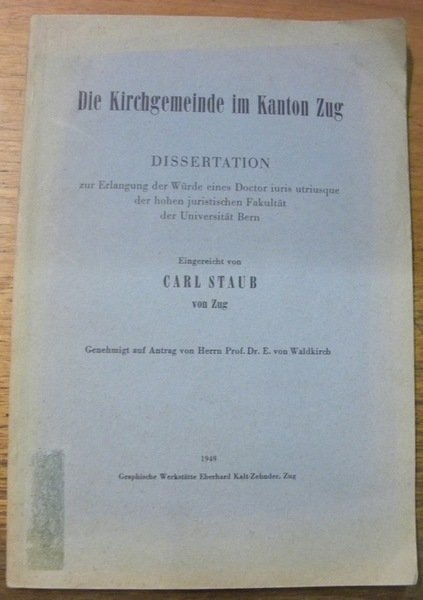 Die Kirchgemeinde im Kanton Zug
DISSERTATION
zur Erlangung der Würde eines Doctor iuris utriusque
der hohen juristischen Fakultät
der Universität Bern
Eingereicht von
CARL STAUB
von Zug
Genehmigt auf Antrag von Herrn Prof. Dr. E. von Waldkirch
1948
Graphische Werkstätte Eberhard Kalt-Zehnder, Zug